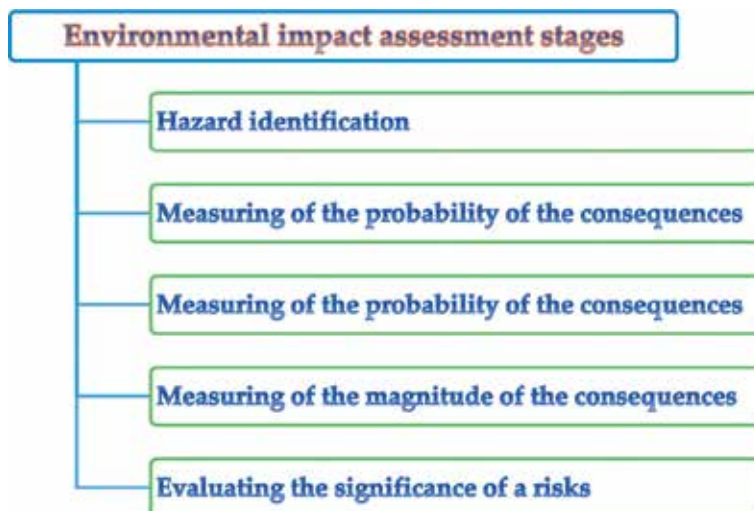 Environmental impact assessment stages
Hazard identification
Measuring of the probability of the consequences
Measuring of the probability of the consequences
Measuring of the magnitude of the consequences
Evaluating the significance of a risks